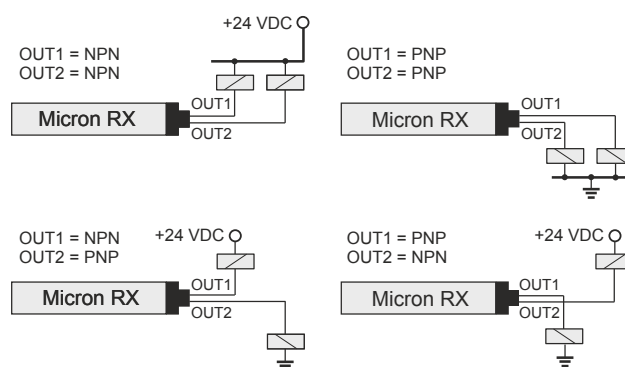 +24 VDC
OUT1 = NPN
OUT2 = NPN
OUT1
Micron RX
OUT2
OUT1 = PNP
OUT2 = PNP
OUT1
Micron RX
OUT2
OUT1 = NPN
OUT2 = PNP
+24 VDC
OUT1
Micron RX
OUT2
OUT1 = PNP
OUT2 = NPN
+24 VDC
OUT1
Micron RX
OUT2